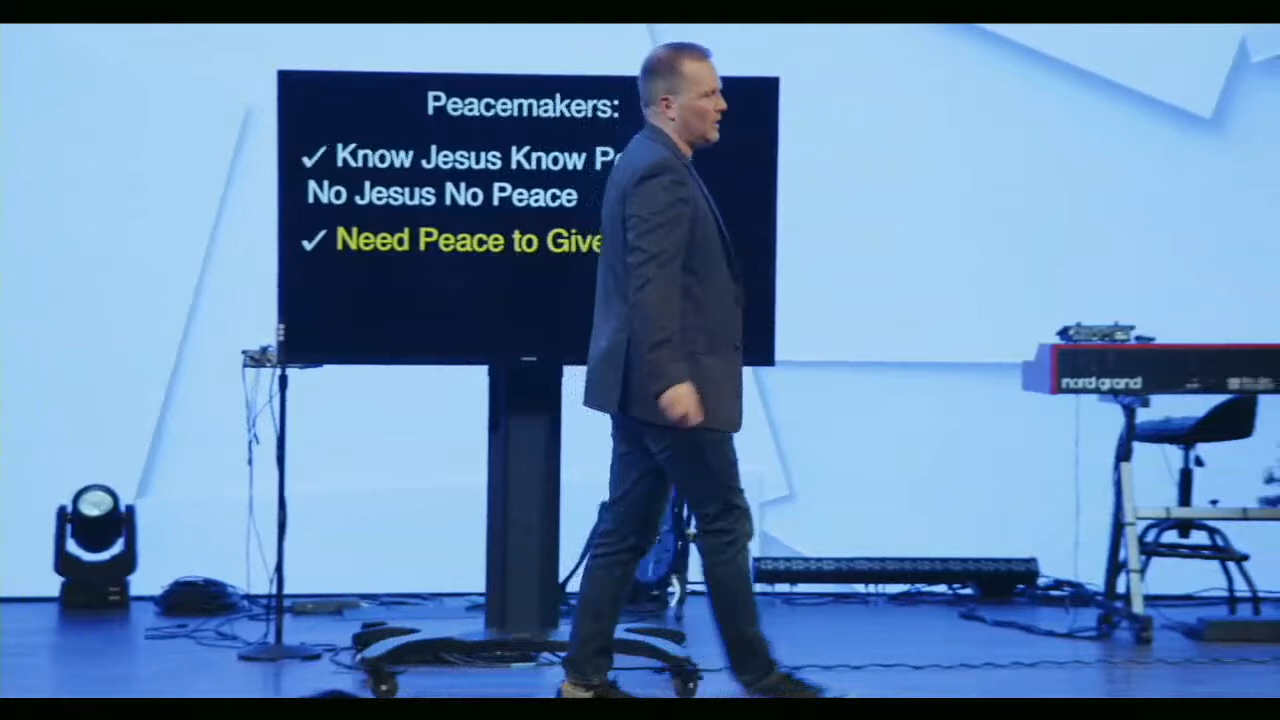 Peacemakers:
✓ Know Jesus Know
No Jesus No Peace
✓ Need Peace to Give
nord grand